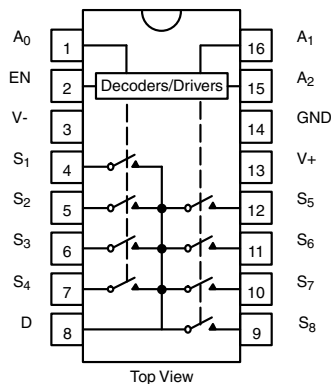 A0 1 16 A1
EN 2 Decoders/Drivers 15 A2
V- 3 14 GND
S1 4 13 V+
S2 5 12 S5
S3 6 11 S6
S4 7 10 S7
D 8 9 S8
Top View